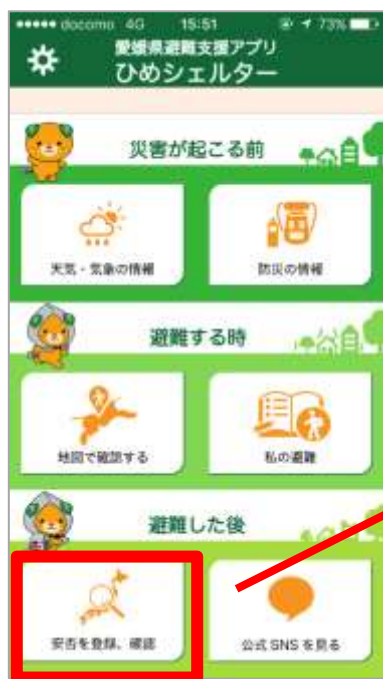 docomo 4G 15:51 73%
愛媛県避難支援アプリ
ひめシェルター
災害が起こる前
天気・気象の情報
防災の情報
避難する時
地図で確認する
私の避難
避難した後
安否を登録、確認
公式 SNS を見る